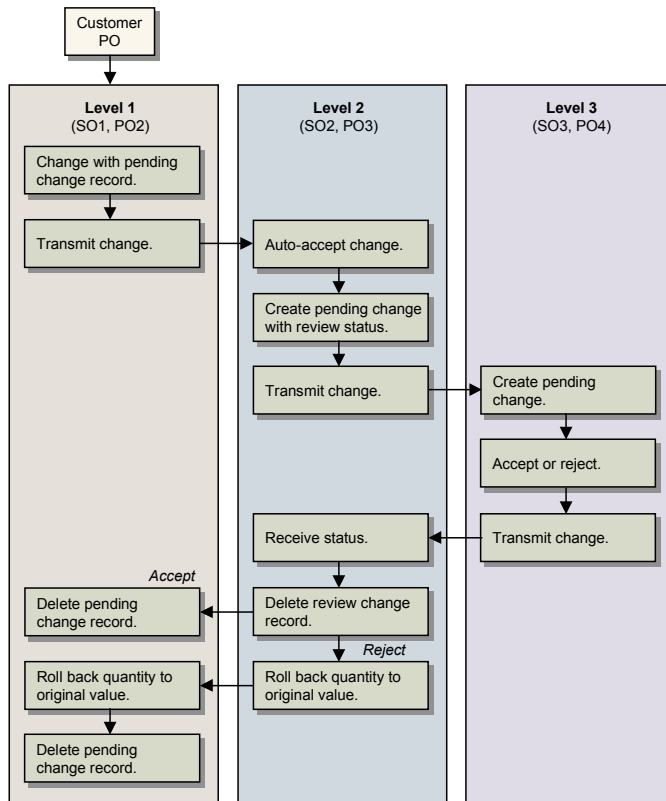 Customer
PO
Level 1
(SO1, PO2)
Change with pending
change record.
Transmit change.
Level 2
(SO2, PO3)
Auto-accept change.
Create pending change
with review status.
Transmit change.
Level 3
(SO3, PO4)
Create pending
change.
Accept or reject.
Transmit change.
Receive status.
Delete review change
record.
Accept
Delete pending
change record.
Reject
Roll back quantity to
original value.
Roll back quantity to
original value.
Delete pending
change record.